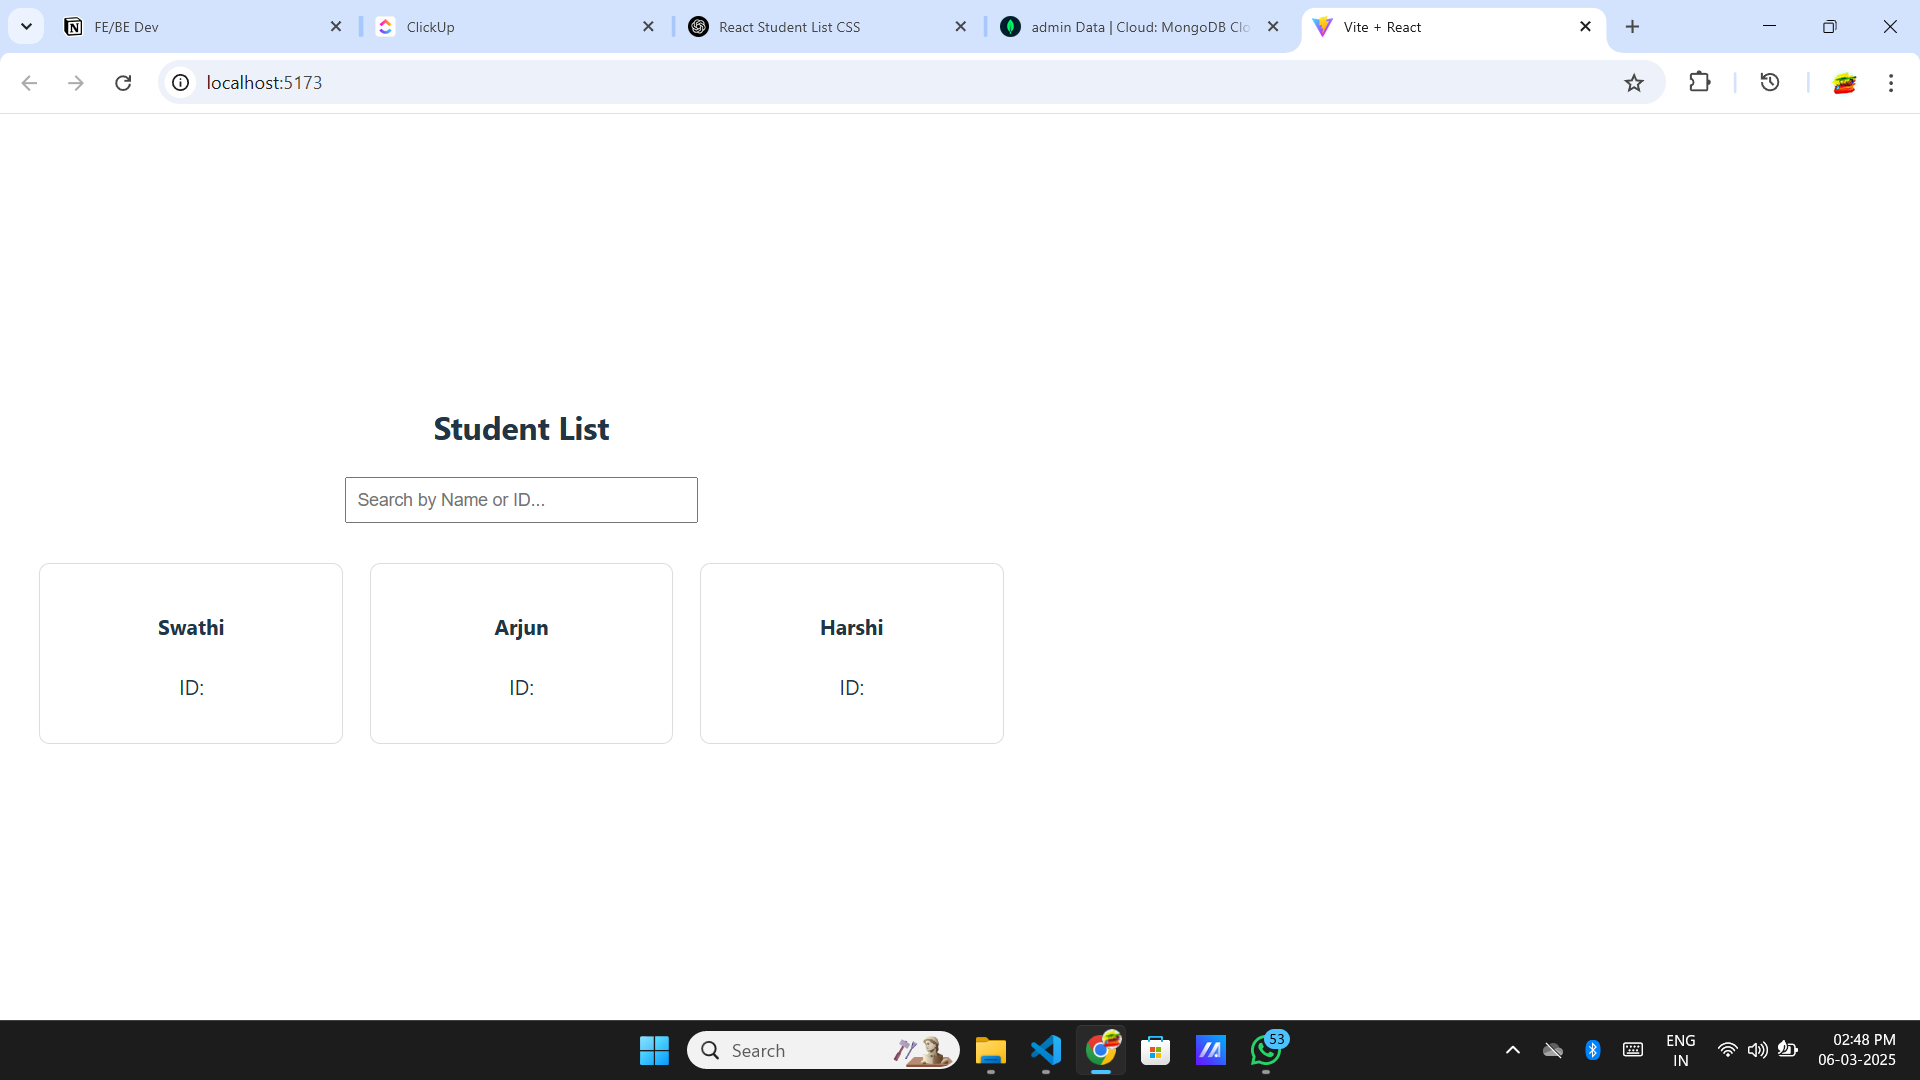 FE/BE Dev
ClickUp
React Student List CSS
admin Data | Cloud: MongoDB Clo
Vite + React
localhost:5173
Student List
Search by Name or ID...
Swathi
Arjun
Harshi
ID:
ID:
ID:
Search
53
ENG
IN
02:48 PM
06-03-2025